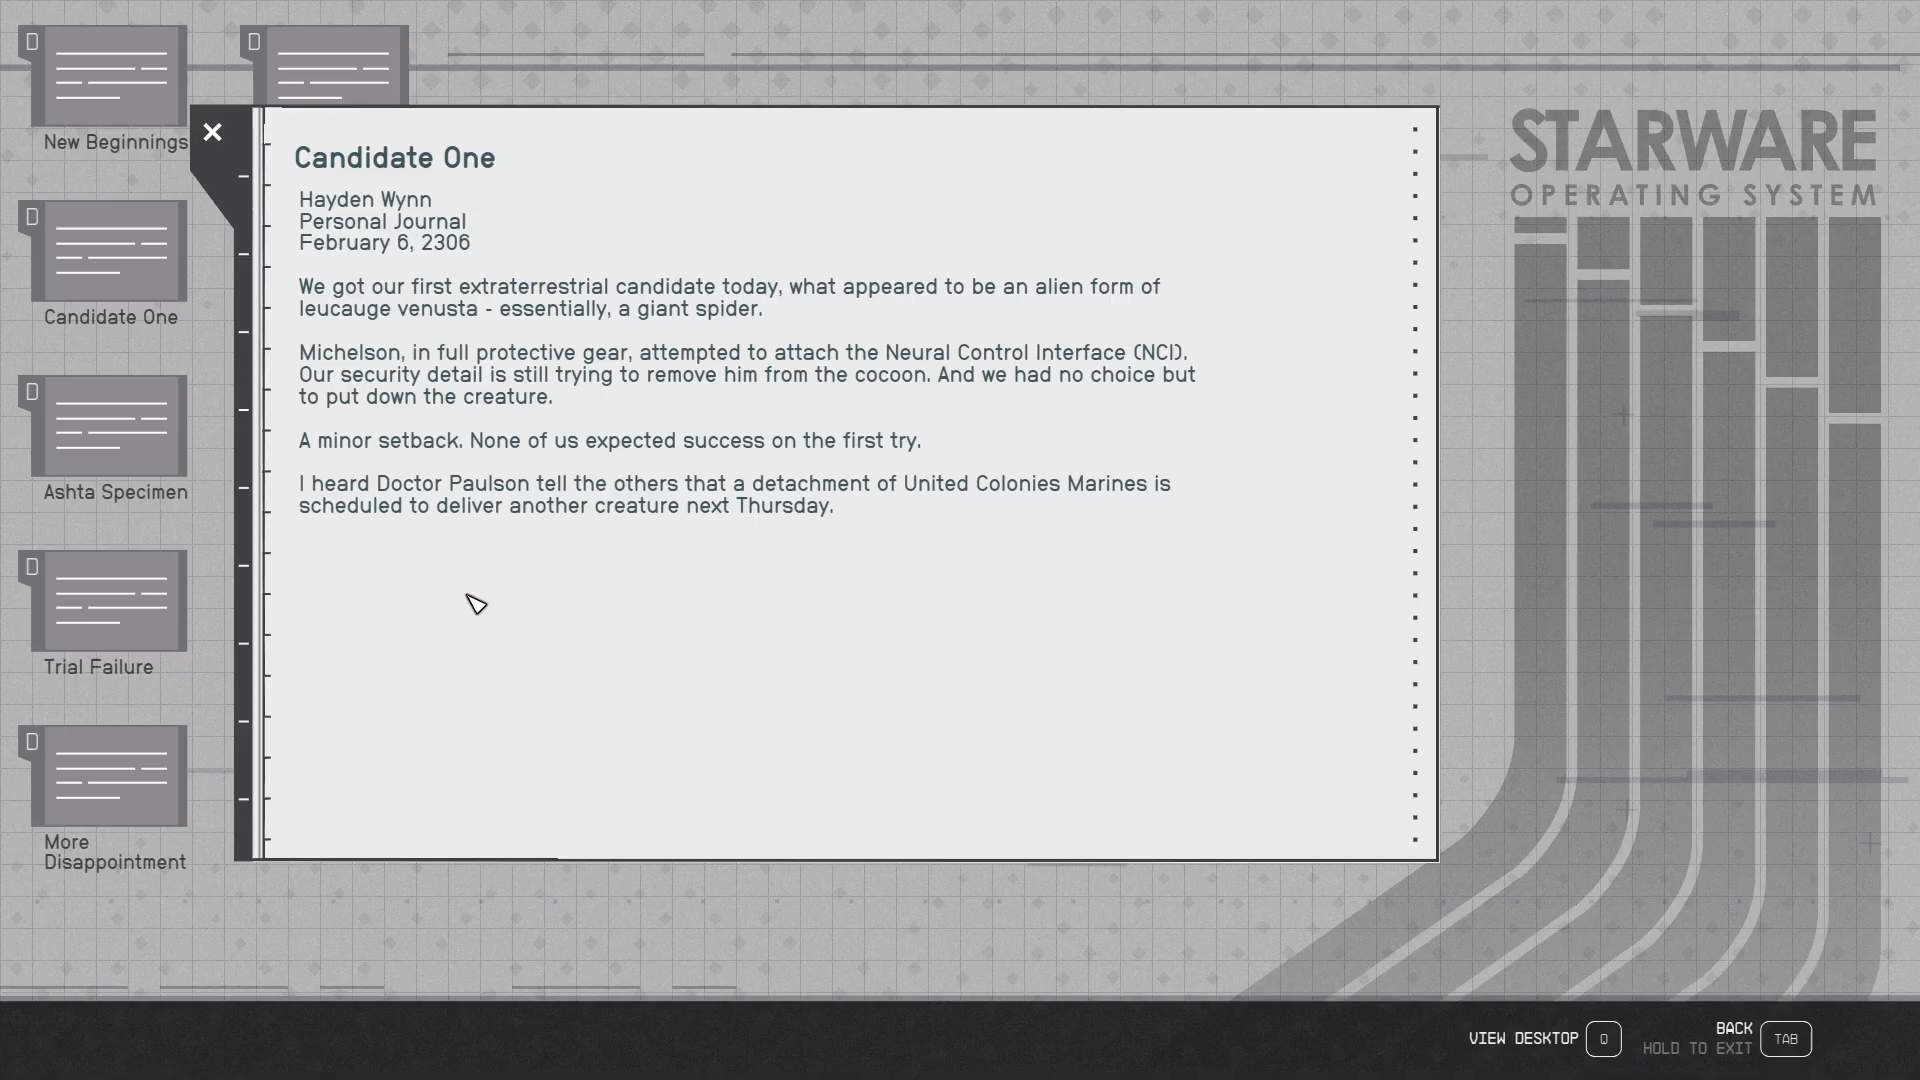 New Beginnings
Candidate One
Ashta Specimen
Trial Failure
More
Disappointment
Candidate One
Hayden Wynn
Personal Journal
February 6, 2306
We got our first extraterrestrial candidate today, what appeared to be an alien form of
leucauge venusta - essentially, a giant spider.
Michelson, in full protective gear, attempted to attach the Neural Control Interface (NCI).
Our security detail is still trying to remove him from the cocoon. And we had no choice but
to put down the creature.
A minor setback. None of us expected success on the first try.
I heard Doctor Paulson tell the others that a detachment of United Colonies Marines is
scheduled to deliver another creature next Thursday.
STARWARE
OPERATING SYSTEM
VIEW DESKTOP Q
BACK
HOLD TO EXIT TAB